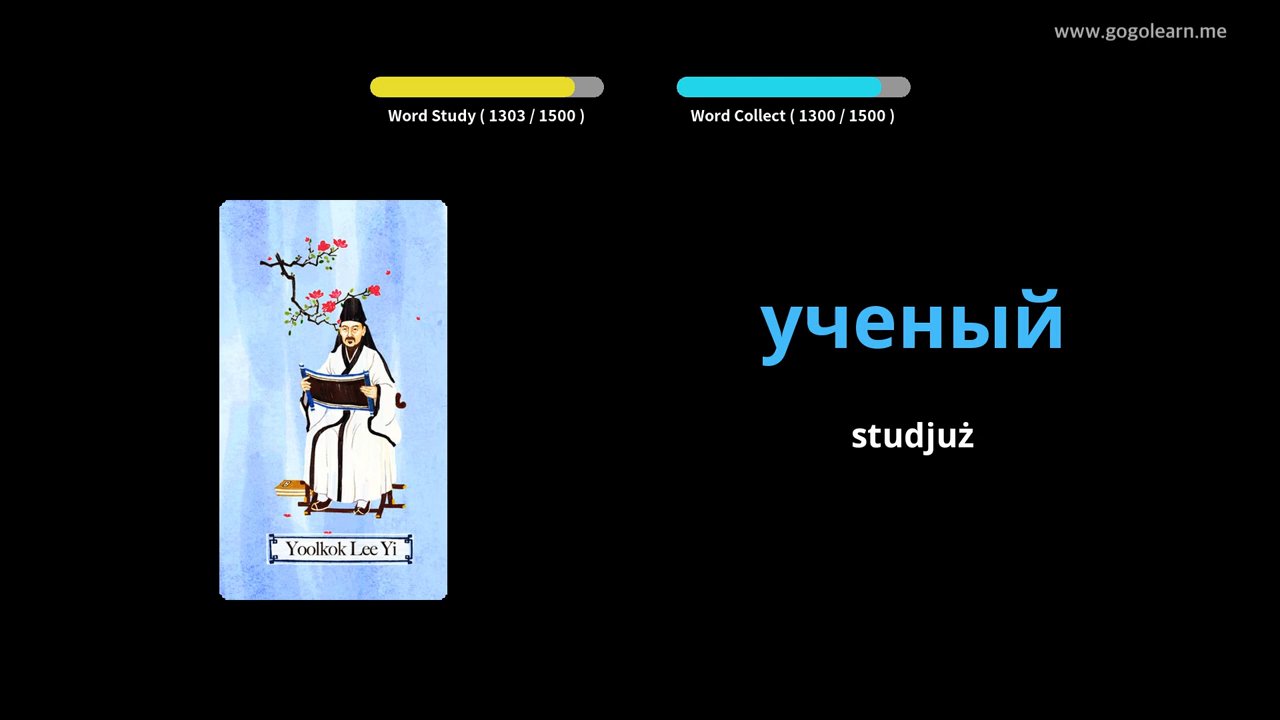 www.gogolearn.me
Word Study ( 1303 / 1500 )
Word Collect ( 1300 / 1500 )
ученый
studjuż
Yoolkok Lee Yi